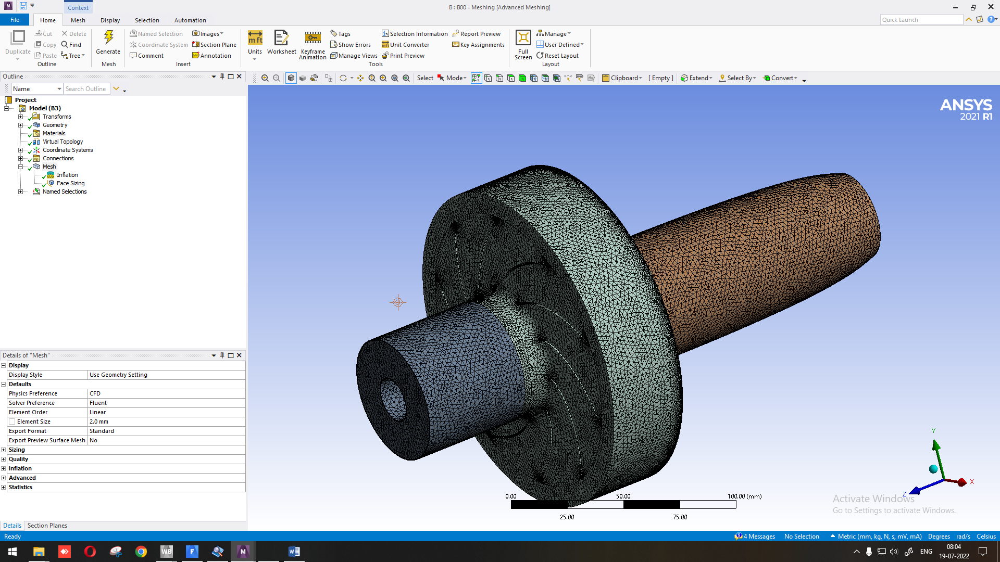 Context
B : B00 - Meshing [Advanced Meshing]
File Home Mesh Display Selection Automation
Quick Launch
Duplicate
Cut
Copy
Paste
Delete
Find
Tree
Outline
Generate
Mesh
Named Selection
Coordinate System
Comment
Images
Section Plane
Annotation
Insert
m ft
Units
Worksheet
Keyframe
Animation
Tags
Show Errors
Manage Views
Selection Information
Unit Converter
Print Preview
Report Preview
Key Assignments
Tools
Full
Screen
Manage
User Defined
Reset Layout
Layout
Outline
Select Mode Clipboard [ Empty ] Extend Select By Convert
Name Search Outline
Project
Model (B3)
Transforms
Geometry
Materials
Virtual Topology
Coordinate Systems
Connections
Mesh
Inflation
Face Sizing
Named Selections
ANSYS
2021 R1
Details of "Mesh"
Display
Display Style Use Geometry Setting
Defaults
Physics Preference CFD
Solver Preference Fluent
Element Order Linear
Element Size 2.0 mm
Export Format Standard
Export Preview Surface Mesh No
Sizing
Quality
Inflation
Advanced
Statistics
Y
X
Z
0.00 50.00 100.00 (mm)
25.00 75.00
Activate Windows
Go to Settings to activate Windows.
Details Section Planes
Ready
4 Messages No Selection Metric (mm, kg, N, s, mV, mA) Degrees rad/s Celsius
WB F M W
ENG
08:04
19-07-2022